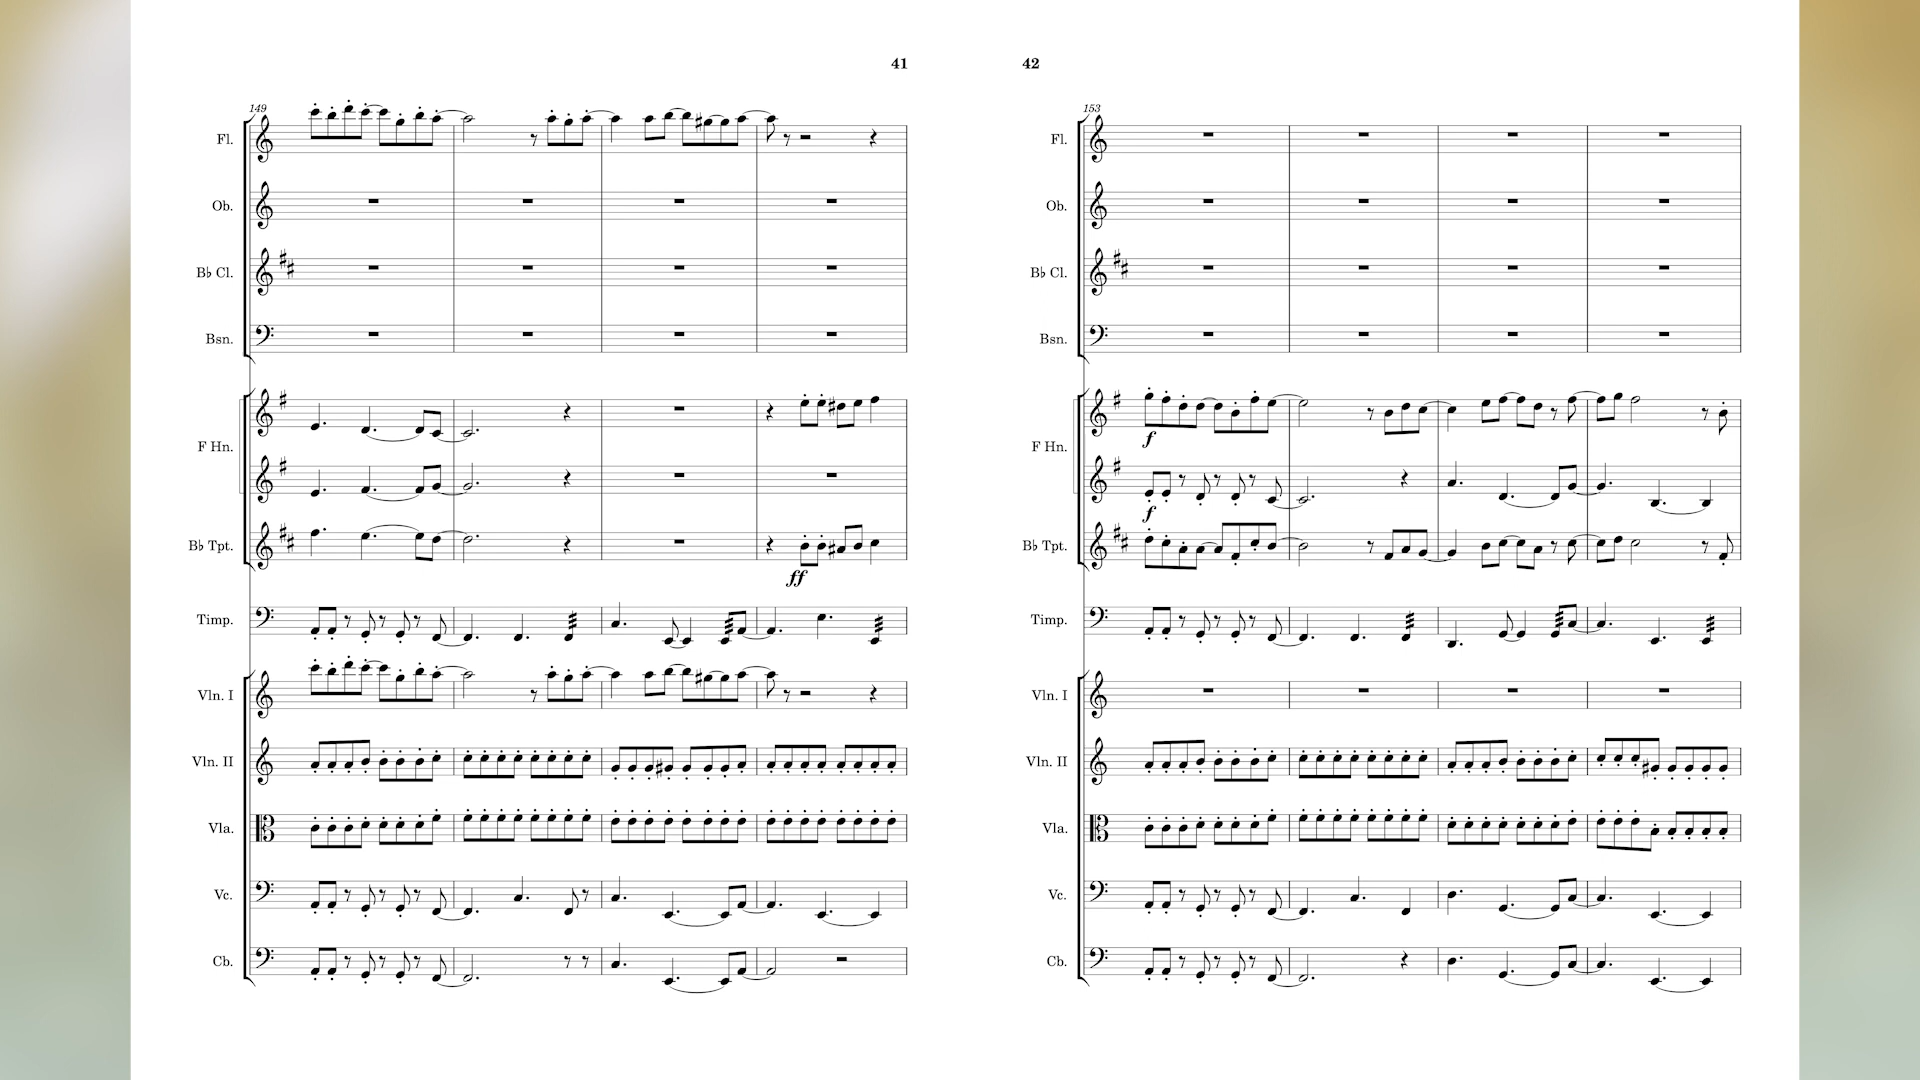 41
149
Fl.
Ob.
B♭ Cl.
Bsn.
F Hn.
B♭ Tpt.
ff
Timp.
Vln. I
Vln. II
Vla.
Vc.
Cb.
42
153
Fl.
Ob.
B♭ Cl.
Bsn.
f
F Hn.
f
B♭ Tpt.
Timp.
Vln. I
Vln. II
Vla.
Vc.
Cb.